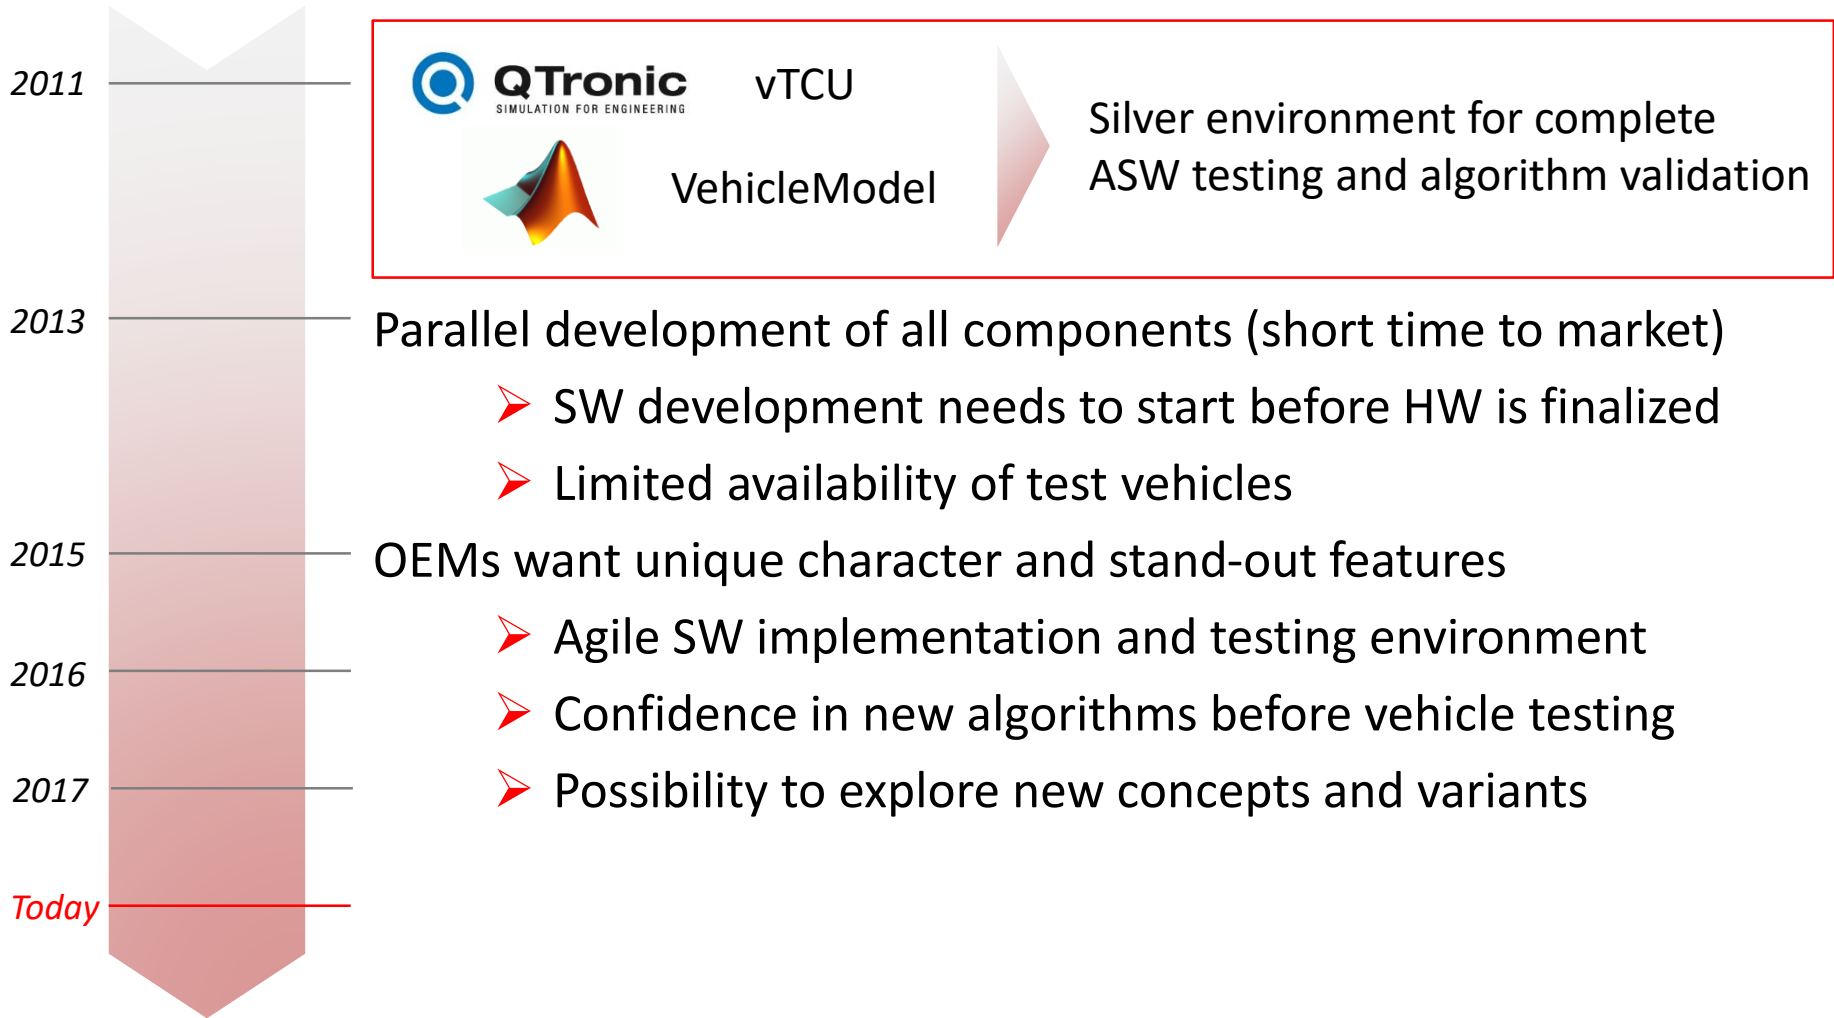 2011
QTronic
SIMULATION FOR ENGINEERING
vTCU
VehicleModel
Silver environment for complete
ASW testing and algorithm validation
2013
Parallel development of all components (short time to market)
SW development needs to start before HW is finalized
Limited availability of test vehicles
2015
OEMs want unique character and stand-out features
Agile SW implementation and testing environment
2016
Confidence in new algorithms before vehicle testing
2017
Possibility to explore new concepts and variants
Today